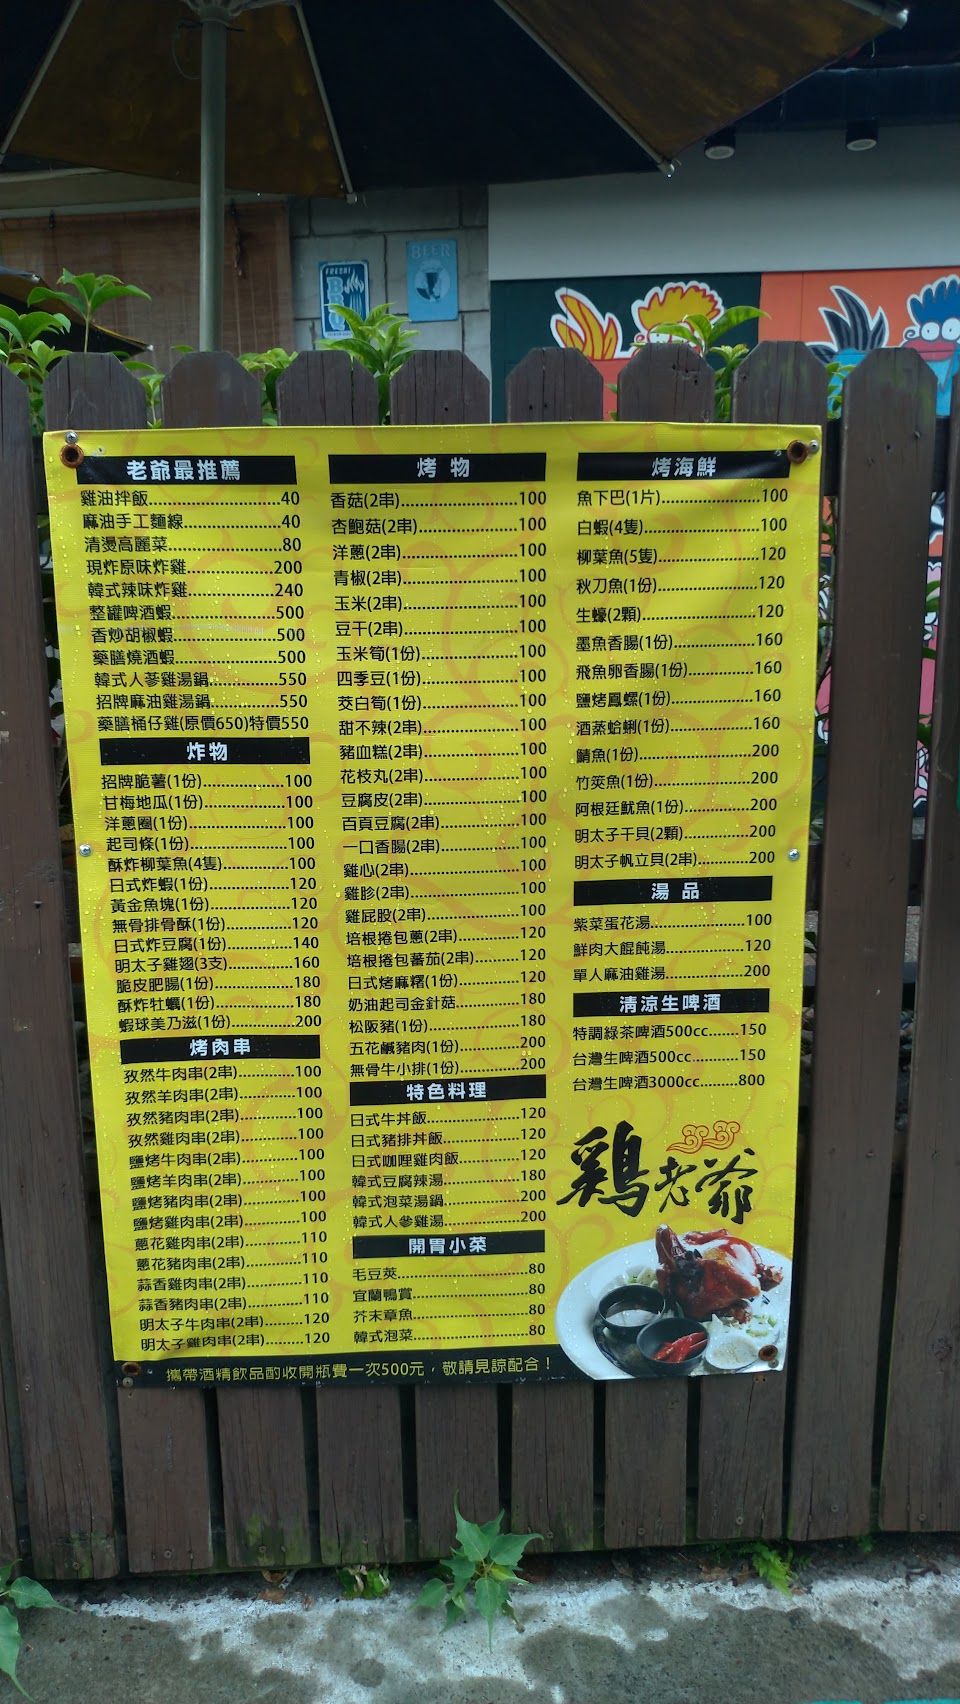 FRESH!
BBQ
BEER
老爺最推薦
雞油拌飯.....40
麻油手工麵線.....40
清燙高麗菜.....80
現炸原味炸雞.....200
韓式辣味炸雞.....240
整罐啤酒蝦.....500
香炒胡椒蝦.....500
藥膳燒酒蝦.....500
韓式人蔘雞湯鍋.....550
招牌麻油雞湯鍋.....550
藥膳桶仔雞(原價650)特價550
炸物
招牌脆薯(1份).....100
甘梅地瓜(1份).....100
洋蔥圈(1份).....100
起司條(1份).....100
酥炸柳葉魚(4隻).....100
日式炸蝦(1份).....120
黃金魚塊(1份).....120
無骨排骨酥(1份).....120
日式炸豆腐(1份).....140
明太子雞翅(3支).....160
脆皮肥腸(1份).....180
酥炸牡蠣(1份).....180
蝦球美乃滋(1份).....200
烤肉串
孜然牛肉串(2串).....100
孜然羊肉串(2串).....100
孜然豬肉串(2串).....100
孜然雞肉串(2串).....100
鹽烤牛肉串(2串).....100
鹽烤羊肉串(2串).....100
鹽烤豬肉串(2串).....100
鹽烤雞肉串(2串).....100
蔥花雞肉串(2串).....110
蔥花豬肉串(2串).....110
蒜香雞肉串(2串).....110
蒜香豬肉串(2串).....110
明太子牛肉串(2串).....120
明太子雞肉串(2串).....120
烤物
香菇(2串).....100
杏鮑菇(2串).....100
洋蔥(2串).....100
青椒(2串).....100
玉米(2串).....100
豆干(2串).....100
玉米筍(1份).....100
四季豆(1份).....100
茭白筍(1份).....100
甜不辣(2串).....100
豬血糕(2串).....100
花枝丸(2串).....100
豆腐皮(2串).....100
百頁豆腐(2串).....100
一口香腸(2串).....100
雞心(2串).....100
雞胗(2串).....100
雞屁股(2串).....100
培根捲包蔥(2串).....120
培根捲包蕃茄(2串).....120
日式烤麻糬(1份).....120
奶油起司金針菇.....180
松阪豬(1份).....180
五花鹹豬肉(1份).....200
無骨牛小排(1份).....200
特色料理
日式牛丼飯.....120
日式豬排丼飯.....120
日式咖哩雞肉飯.....120
韓式豆腐辣湯.....180
韓式泡菜湯鍋.....200
韓式人蔘雞湯.....200
開胃小菜
毛豆莢.....80
宜蘭鴨賞.....80
芥末章魚.....80
韓式泡菜.....80
烤海鮮
魚下巴(1片).....100
白蝦(4隻).....100
柳葉魚(5隻).....120
秋刀魚(1份).....120
生蠔(2顆).....120
墨魚香腸(1份).....160
飛魚卵香腸(1份).....160
鹽烤鳳螺(1份).....160
酒蒸蛤蜊(1份).....160
鯖魚(1份).....200
竹筴魚(1份).....200
阿根廷魷魚(1份).....200
明太子干貝(2顆).....200
明太子帆立貝(2串).....200
湯品
紫菜蛋花湯.....100
鮮肉大餛飩湯.....120
單人麻油雞湯.....200
清涼生啤酒
特調綠茶啤酒500cc.....150
台灣生啤酒500cc.....150
台灣生啤酒3000cc.....800
鷄老爺
攜帶酒精飲品酌收開瓶費一次500元，敬請見諒配合！